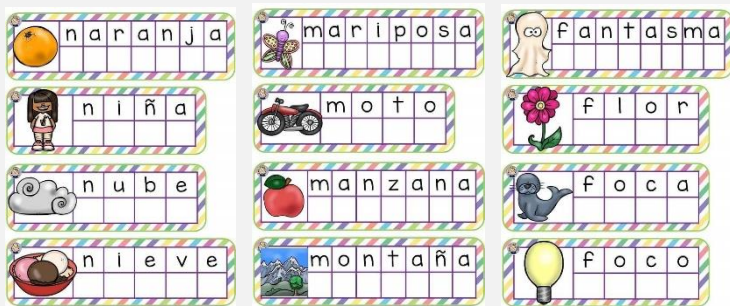 naranja
niña
nube
nieve
mariposa
moto
manzana
montaña
fantasma
flor
foca
foco